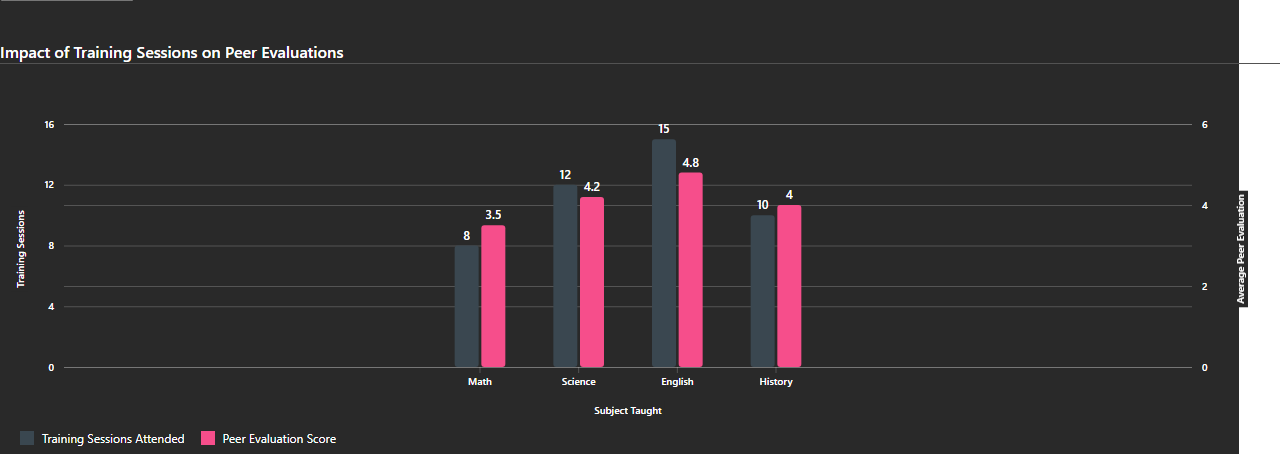 Impact of Training Sessions on Peer Evaluations
16
12
8
4
0
Training Sessions
6
4
2
0
Average Peer Evaluation
8
3.5
12
4.2
15
4.8
10
4
Math
Science
English
History
Subject Taught
Training Sessions Attended
Peer Evaluation Score